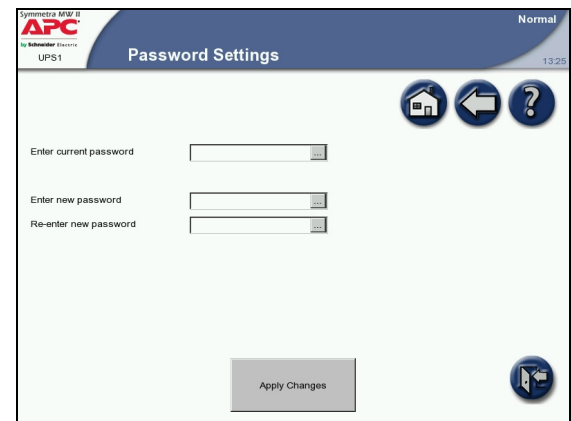 Symmetra MW II
APC
by Schneider Electric
UPS1
Password Settings
Normal
13:25
?
Enter current password
...
Enter new password
...
Re-enter new password
...
Apply Changes